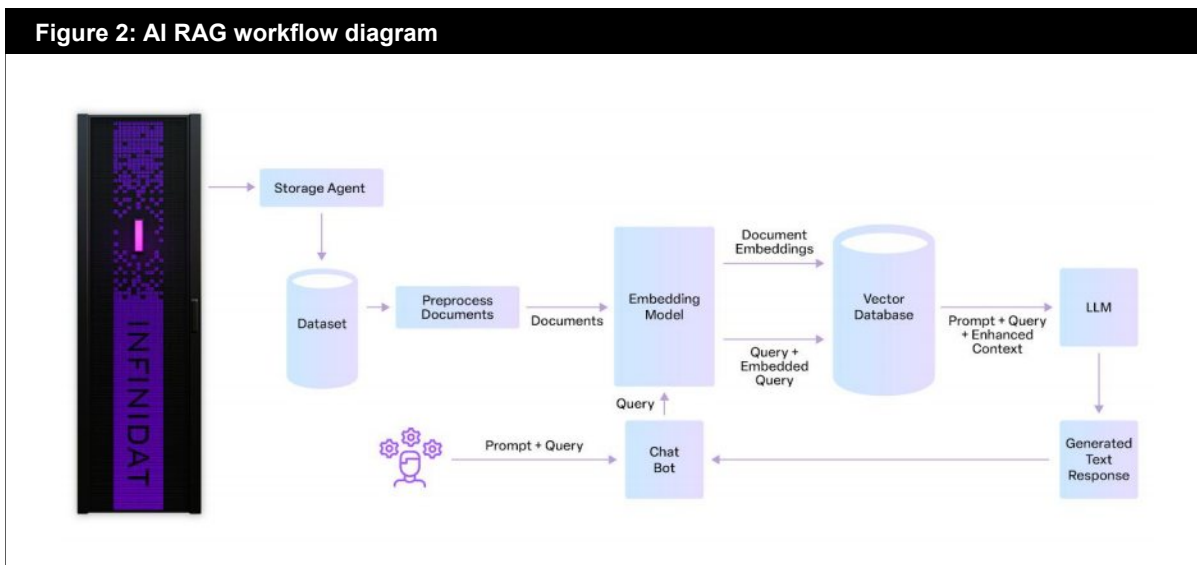 Figure 2: AI RAG workflow diagram
INFINIDAT
Storage Agent
Dataset
Preprocess
Documents
Documents
Embedding
Model
Document
Embeddings
Query +
Embedded
Query
Vector
Database
Prompt + Query
+ Enhanced
Context
LLM
Query
Prompt + Query
Chat
Bot
Generated
Text
Response